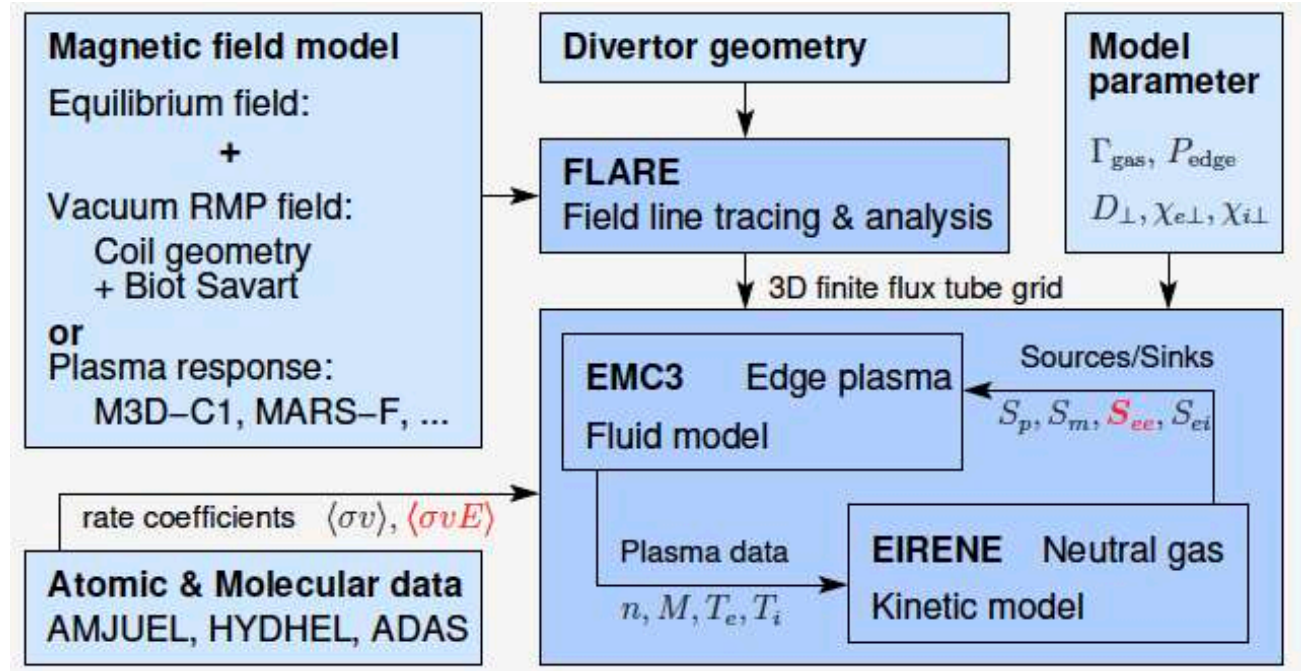 Magnetic field model
Equilibrium field:
+
Vacuum RMP field:
Coil geometry
+ Biot Savart
or
Plasma response:
M3D−C1, MARS−F, ...
Divertor geometry
FLARE
Field line tracing & analysis
3D finite flux tube grid
Model
parameter
Γgas, Pedge
D⊥, χe⊥, χi⊥
EMC3 Edge plasma
Fluid model
Sources/Sinks
Sp, Sm, See, Sei
Plasma data
n, M, Te, Ti
EIRENE Neutral gas
Kinetic model
rate coefficients ⟨σv⟩, ⟨σvE⟩
Atomic & Molecular data
AMJUEL, HYDHEL, ADAS